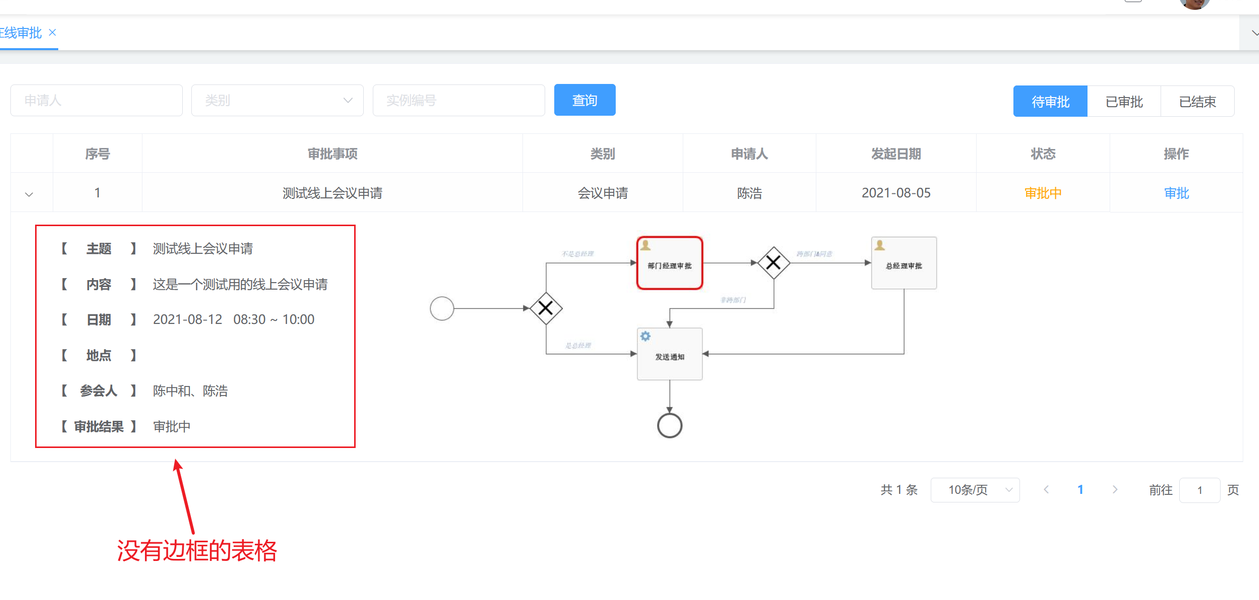 在线审批 ×
申请人 类别 实例编号 查询 待审批 已审批 已结束
序号 审批事项 类别 申请人 发起日期 状态 操作
1 测试线上会议申请 会议申请 陈浩 2021-08-05 审批中 审批
【 主题 】 测试线上会议申请
【 内容 】 这是一个测试用的线上会议申请
【 日期 】 2021-08-12 08:30 ~ 10:00
【 地点 】
【 参会人 】 陈中和、陈浩
【 审批结果 】 审批中
不是总经理
部门经理审批
跨部门&同意
总经理审批
非跨部门
是总经理
发送通知
共 1 条 10条/页 < 1 > 前往 1 页
没有边框的表格